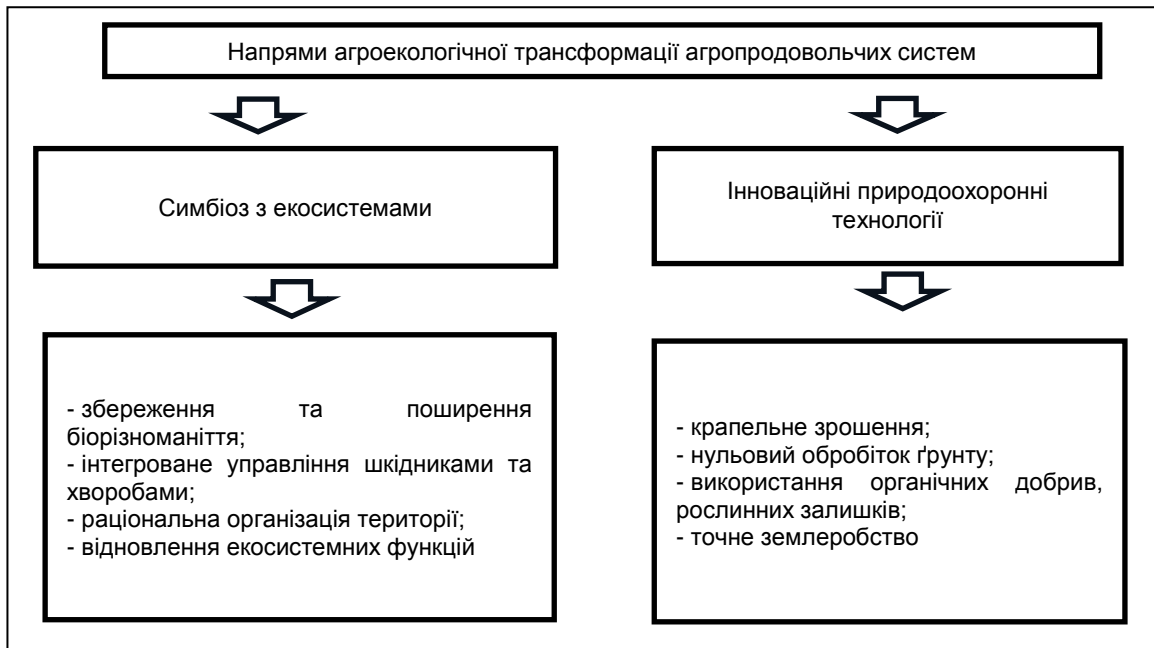 Напрями агроекологічної трансформації агропродовольчих систем
Симбіоз з екосистемами
Інноваційні природоохоронні
технології
- збереження та поширення
біорізноманіття;
- інтегроване управління шкідниками та
хворобами;
- раціональна організація території;
- відновлення екосистемних функцій
- крапельне зрошення;
- нульовий обробіток ґрунту;
- використання органічних добрив,
рослинних залишків;
- точне землеробство